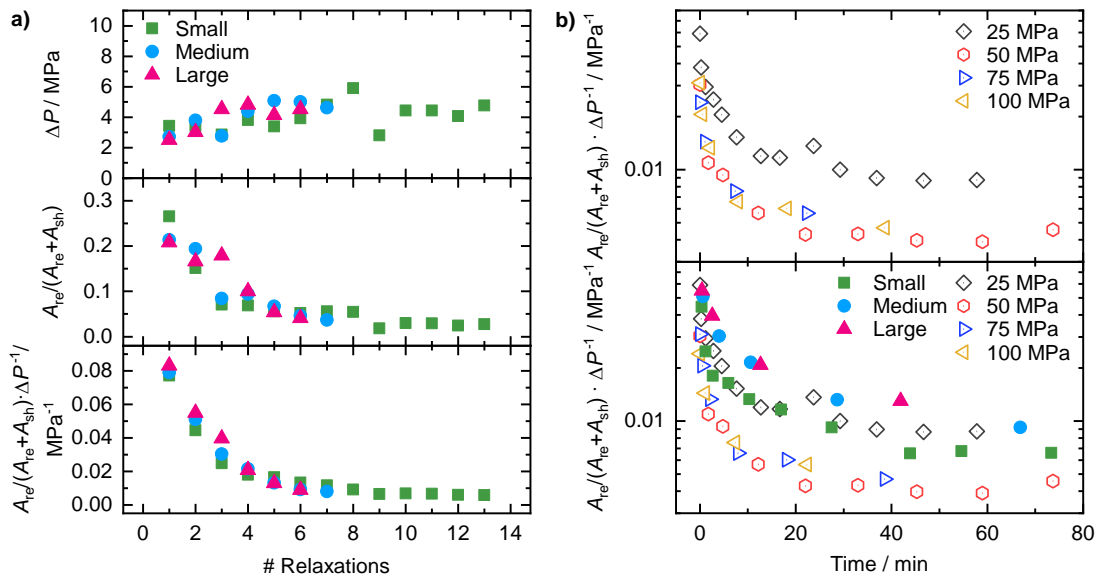 a)
Small
Medium
Large
ΔP / MPa
10
8
6
4
2
0
A_re/(A_re+A_sh)
0.3
0.2
0.1
0.0
A_re/(A_re+A_sh)·ΔP⁻¹/
MPa⁻¹
0.08
0.06
0.04
0.02
0.00
0 2 4 6 8 10 12 14
# Relaxations
b)
25 MPa
50 MPa
75 MPa
100 MPa
A_re/(A_re+A_sh) · ΔP⁻¹ / MPa⁻¹
0.01
Small
Medium
Large
25 MPa
50 MPa
75 MPa
100 MPa
A_re/(A_re+A_sh) · ΔP⁻¹ / MPa⁻¹
0.01
0 20 40 60 80
Time / min